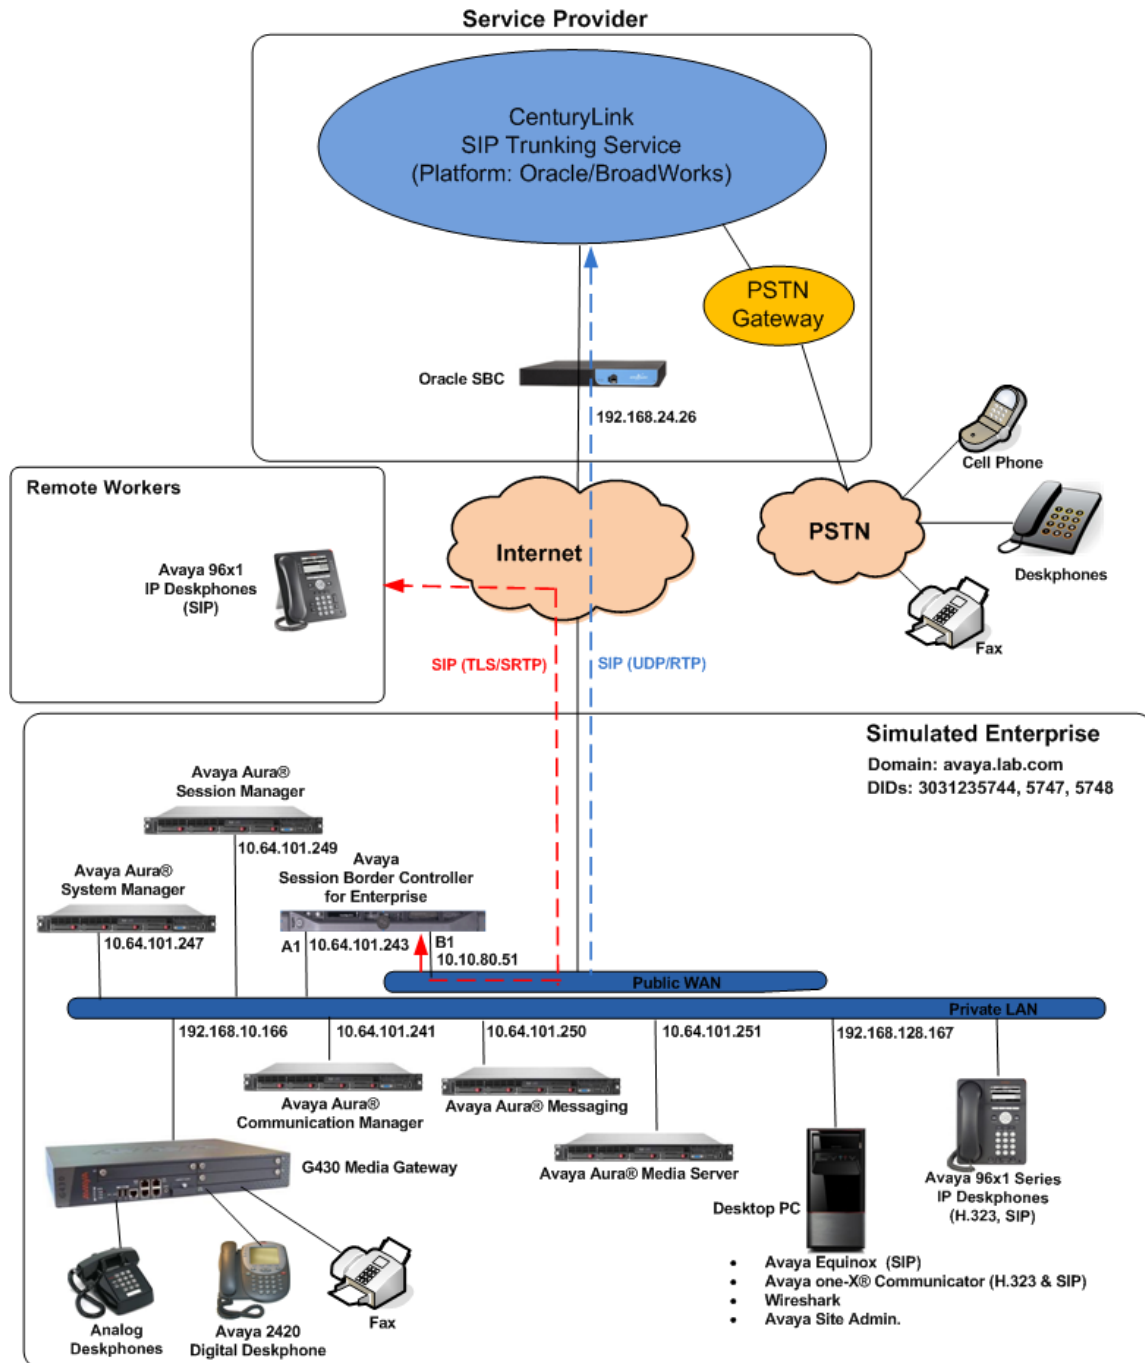 Service Provider
CenturyLink
SIP Trunking Service
(Platform: Oracle/BroadWorks)
PSTN
Gateway
Oracle SBC
192.168.24.26
Cell Phone
Remote Workers
Avaya 96x1
IP Deskphones
(SIP)
Internet
PSTN
Deskphones
Fax
SIP (TLS/SRTP)
SIP (UDP/RTP)
Simulated Enterprise
Domain: avaya.lab.com
DIDs: 3031235744, 5747, 5748
Avaya Aura®
Session Manager
10.64.101.249
Avaya Aura®
System Manager
10.64.101.247
Avaya
Session Border Controller
for Enterprise
A1
10.64.101.243
B1
10.10.80.51
Public WAN
Private LAN
192.168.10.166
10.64.101.241
10.64.101.250
10.64.101.251
192.168.128.167
Avaya Aura®
Communication Manager
Avaya Aura® Messaging
Avaya Aura® Media Server
G430 Media Gateway
Desktop PC
Avaya 96x1 Series
IP Deskphones
(H.323, SIP)
• Avaya Equinox (SIP)
• Avaya one-X® Communicator (H.323 & SIP)
• Wireshark
• Avaya Site Admin.
Analog
Deskphones
Avaya 2420
Digital Deskphone
Fax